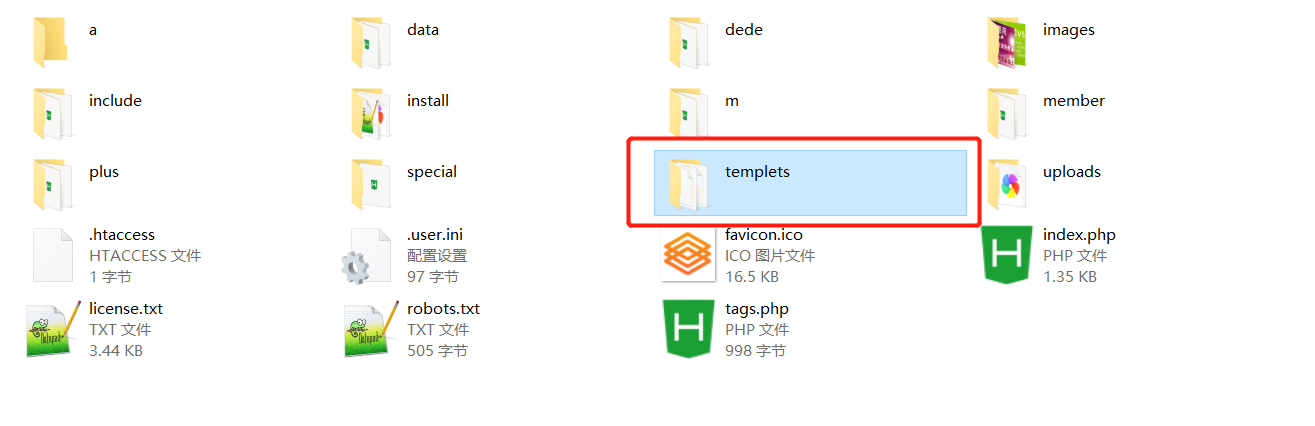 a
data
dede
images
include
install
m
member
plus
special
templets
uploads
.htaccess
HTACCESS 文件
1 字节
.user.ini
配置设置
97 字节
favicon.ico
ICO 图片文件
16.5 KB
index.php
PHP 文件
1.35 KB
license.txt
TXT 文件
3.44 KB
robots.txt
TXT 文件
505 字节
tags.php
PHP 文件
998 字节